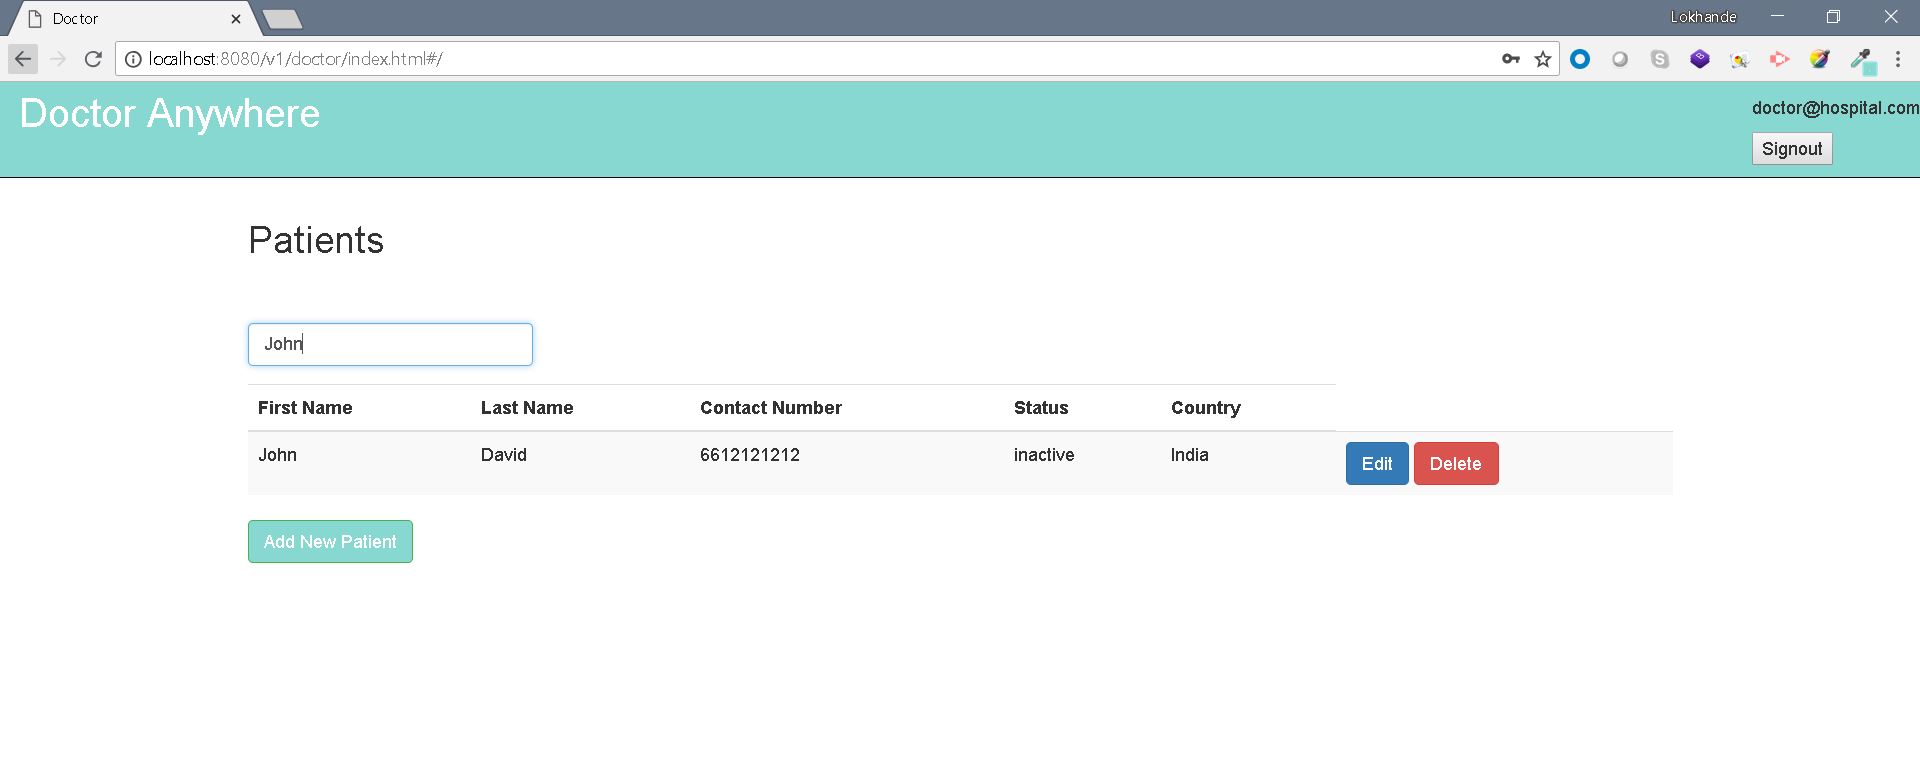 Doctor
Lokhande
localhost:8080/v1/doctor/index.html#/
Doctor Anywhere
doctor@hospital.com
Signout
Patients
John
First Name Last Name Contact Number Status Country
John David 6612121212 inactive India Edit Delete
Add New Patient